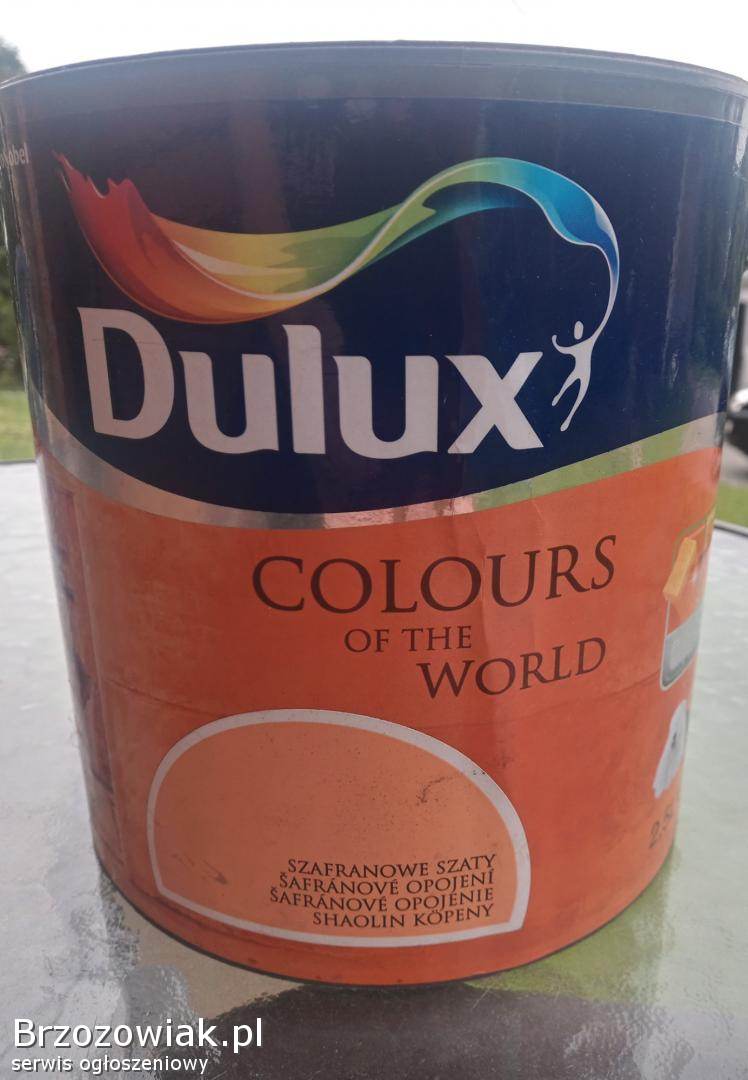 Dulux
COLOURS
OF THE
WORLD
SZAFRANOWE SZATY
ŠAFRÁNOVÉ OPOJENÍ
ŠAFRÁNOVÉ OPOJENIE
SHAOLIN KÖPENY
Brzozowiak.pl
serwis ogłoszeniowy